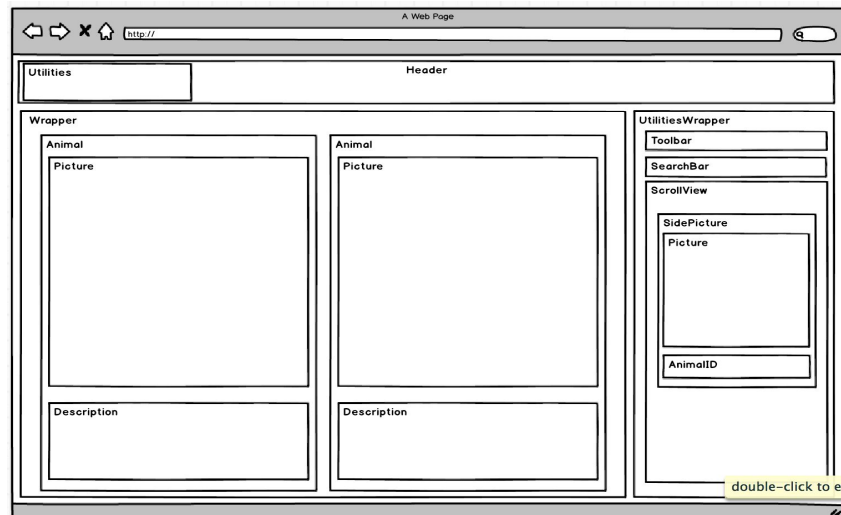 A Web Page
http://
Utilities
Header
Wrapper
Animal
Picture
Description
Animal
Picture
Description
UtilitiesWrapper
Toolbar
SearchBar
ScrollView
SidePicture
Picture
AnimalID
double-click to e